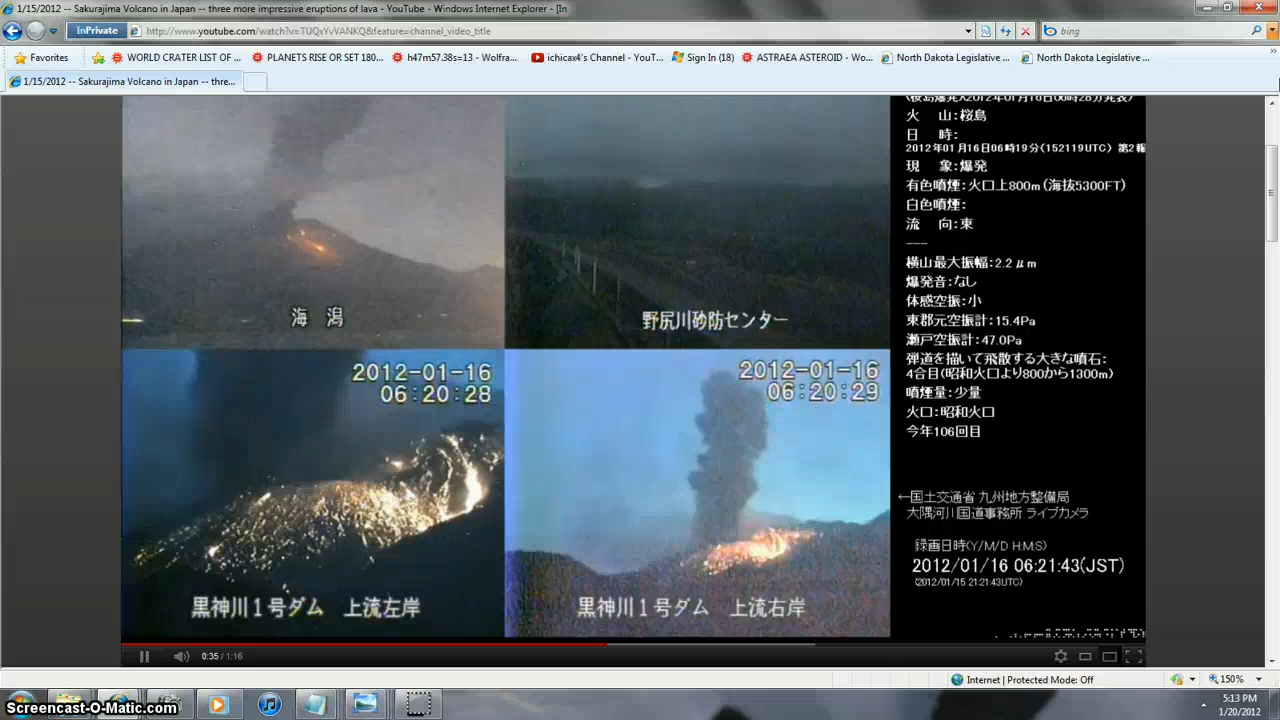 1/15/2012 -- Sakurajima Volcano in Japan -- three more impressive eruptions of lava - YouTube - Windows Internet Explorer - [In
InPrivate
http://www.youtube.com/watch?v=TUQxYvVANKQ&feature=channel_video_title
bing
Favorites
WORLD CRATER LIST OF ...
PLANETS RISE OR SET 180...
h47m57.38s=13 - Wolfra...
ichicax4's Channel - YouT...
Sign In (18)
ASTRAEA ASTEROID - Wo...
North Dakota Legislative ...
North Dakota Legislative ...
1/15/2012 -- Sakurajima Volcano in Japan -- three...
海 潟
野尻川砂防センター
2012-01-16
06:20:28
黒神川1号ダム 上流左岸
2012-01-16
06:20:29
黒神川1号ダム 上流右岸
火 山:桜島
日 時:
2012年01月16日06時19分(152119UTC) 第2報
現 象:爆発
有色噴煙:火口上800m(海抜5300FT)
白色噴煙:
流 向:東
---
横山最大振幅:2.2μm
爆発音:なし
体感空振:小
東郡元空振計:15.4Pa
瀬戸空振計:47.0Pa
弾道を描いて飛散する大きな噴石:
4合目(昭和火口より800から1300m)
噴煙量:少量
火口:昭和火口
今年106回目
←国土交通省 九州地方整備局
大隅河川国道事務所 ライブカメラ
録画日時(Y/M/D H:M:S)
2012/01/16 06:21:43(JST)
(2012/01/15 21:21:43UTC)
0:35 / 1:16
Internet | Protected Mode: Off
150%
Screencast-O-Matic.com
5:13 PM
1/20/2012